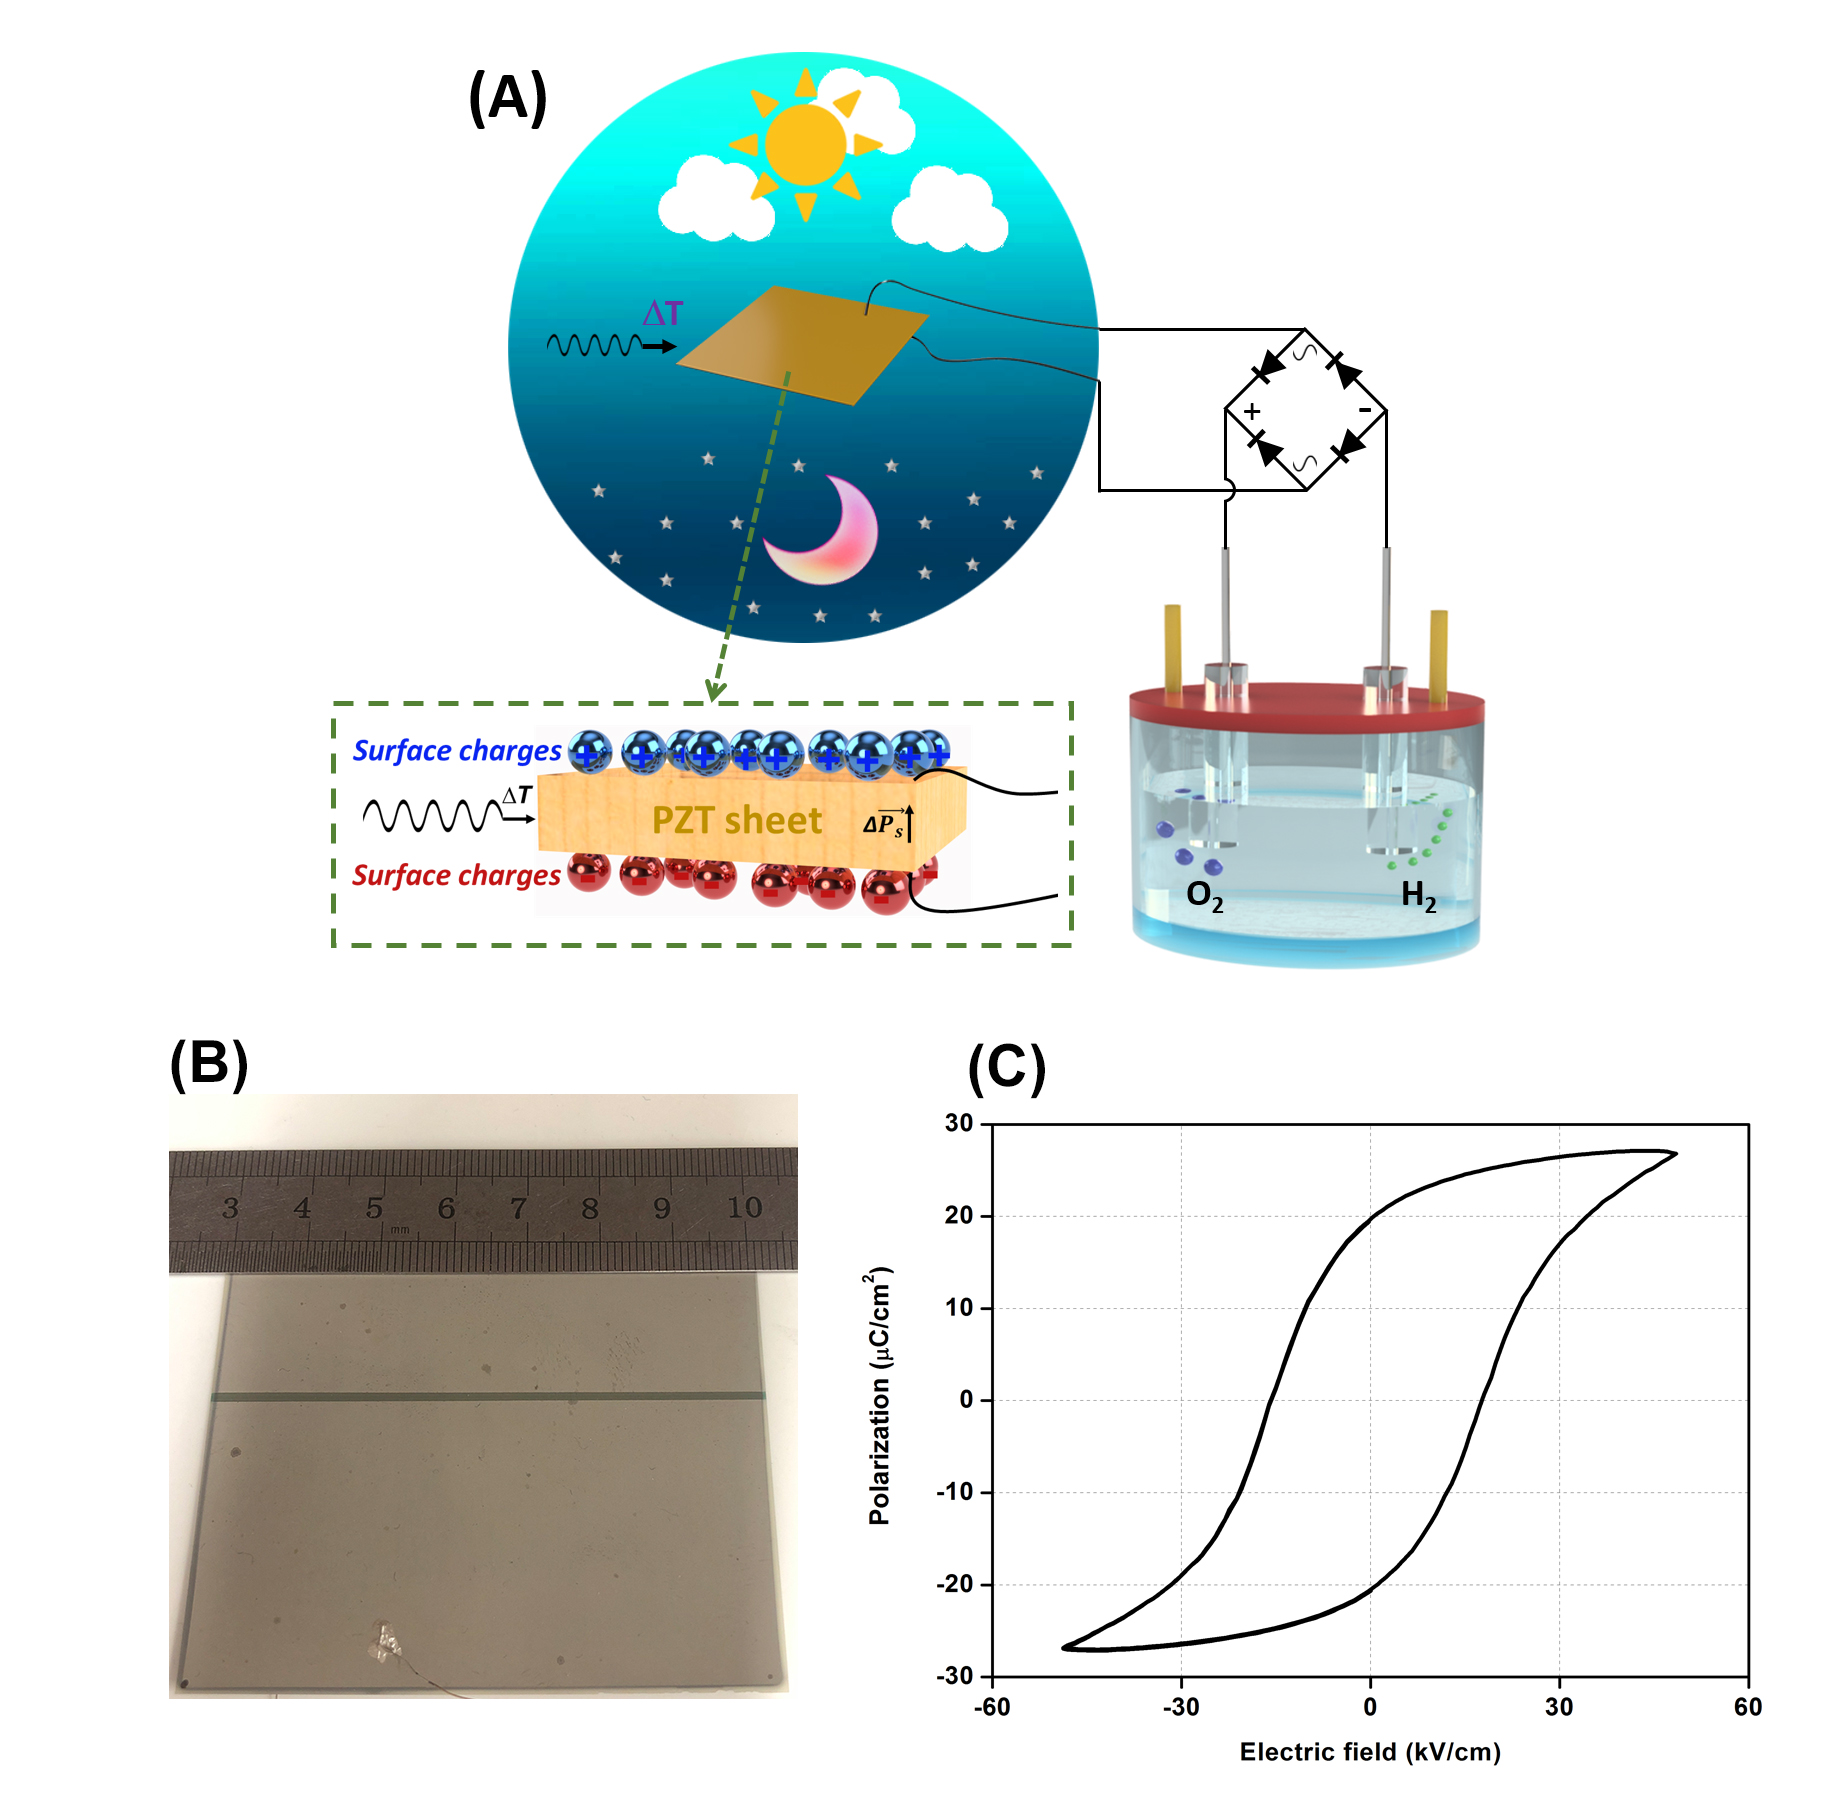 (A)
ΔT
+ -
Surface charges
ΔT
PZT sheet
ΔPₛ
Surface charges
O₂
H₂
(B)
3 4 5 6 7 8 9 10
mm
(C)
30
20
10
0
-10
-20
-30
-60 -30 0 30 60
Polarization (μC/cm²)
Electric field (kV/cm)